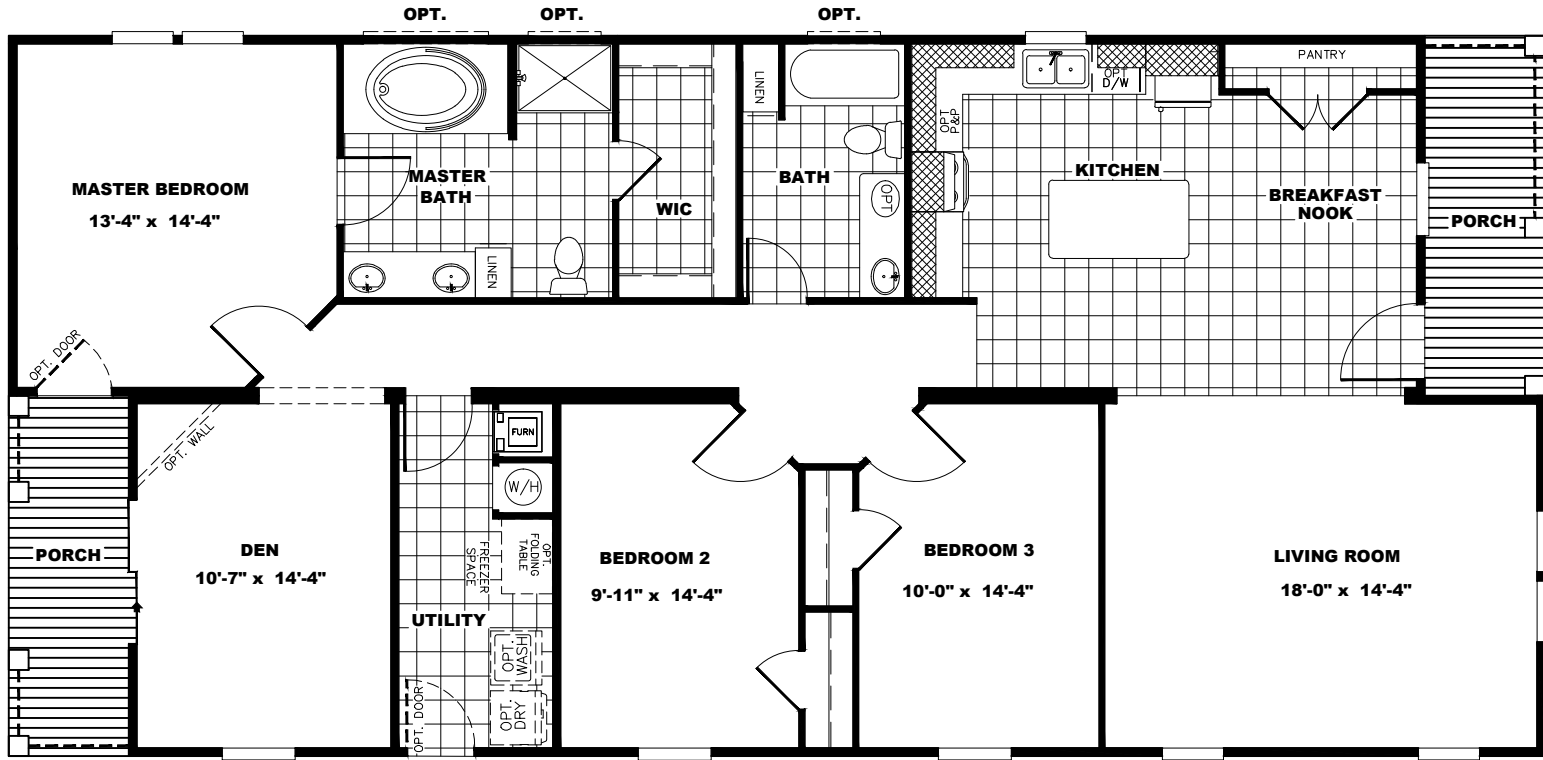 OPT.
OPT.
OPT.
MASTER BEDROOM
13'-4" x 14'-4"
OPT. DOOR
MASTER
BATH
LINEN
WIC
LINEN
BATH
OPT
OPT
P&P
OPT
D/W
PANTRY
KITCHEN
BREAKFAST
NOOK
PORCH
PORCH
OPT. WALL
DEN
10'-7" x 14'-4"
FURN
W/H
OPT.
FOLDING
TABLE
FREEZER
SPACE
UTILITY
OPT.
WASH
OPT.
DRY
OPT. DOOR
BEDROOM 2
9'-11" x 14'-4"
BEDROOM 3
10'-0" x 14'-4"
LIVING ROOM
18'-0" x 14'-4"